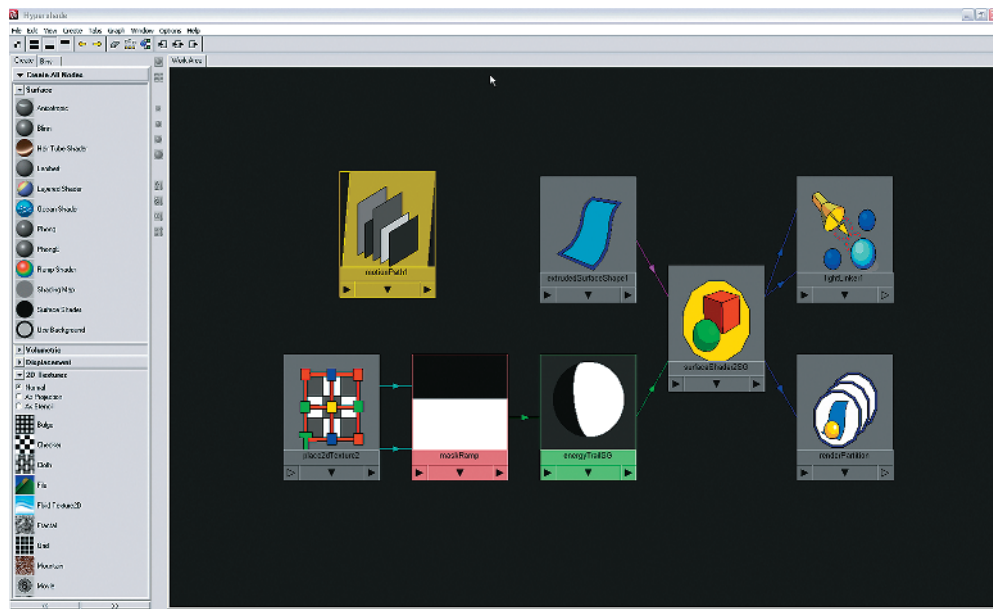 Hypershade
File Edit View Create Tabs Graph Window Options Help
Create Bins
Work Area
Create All Nodes
Surface
Anisotropic
Blinn
Hair Tube Shader
Lambert
Layered Shader
Ocean Shader
Phong
PhongE
Ramp Shader
Shading Map
Surface Shader
Use Background
Volumetric
Displacement
2D Textures
Normal
As Projection
As Stencil
Bulge
Checker
Cloth
File
Fluid Texture2D
Fractal
Grid
Mountain
Movie
motionPath1
extrudedSurfaceShape1
lightLinker1
surfaceShader2SG
place2dTexture2
maskRamp
energyTrailSG
renderPartition